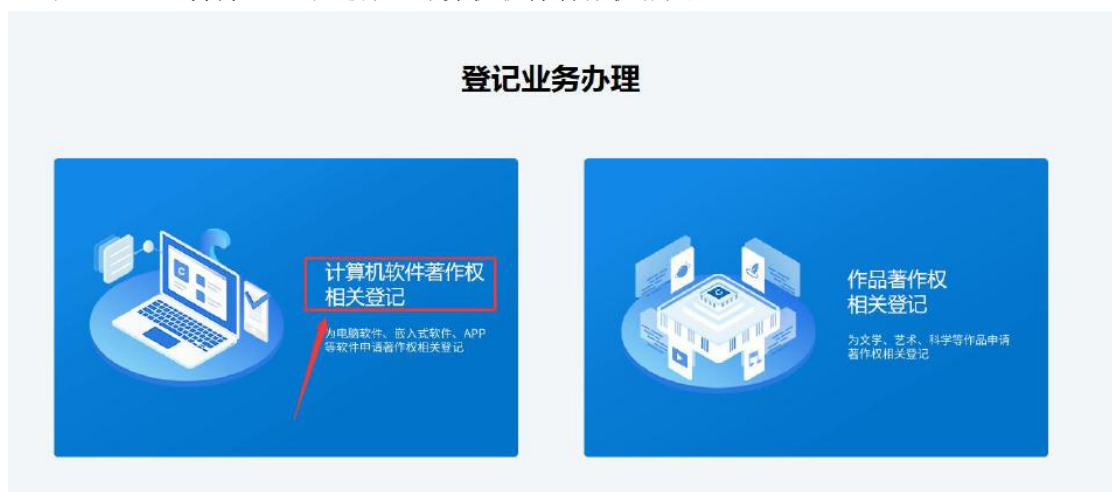 登记业务办理
计算机软件著作权
相关登记
为电脑软件、嵌入式软件、APP
等软件申请著作权相关登记
作品著作权
相关登记
为文学、艺术、科学等作品申请
著作权相关登记